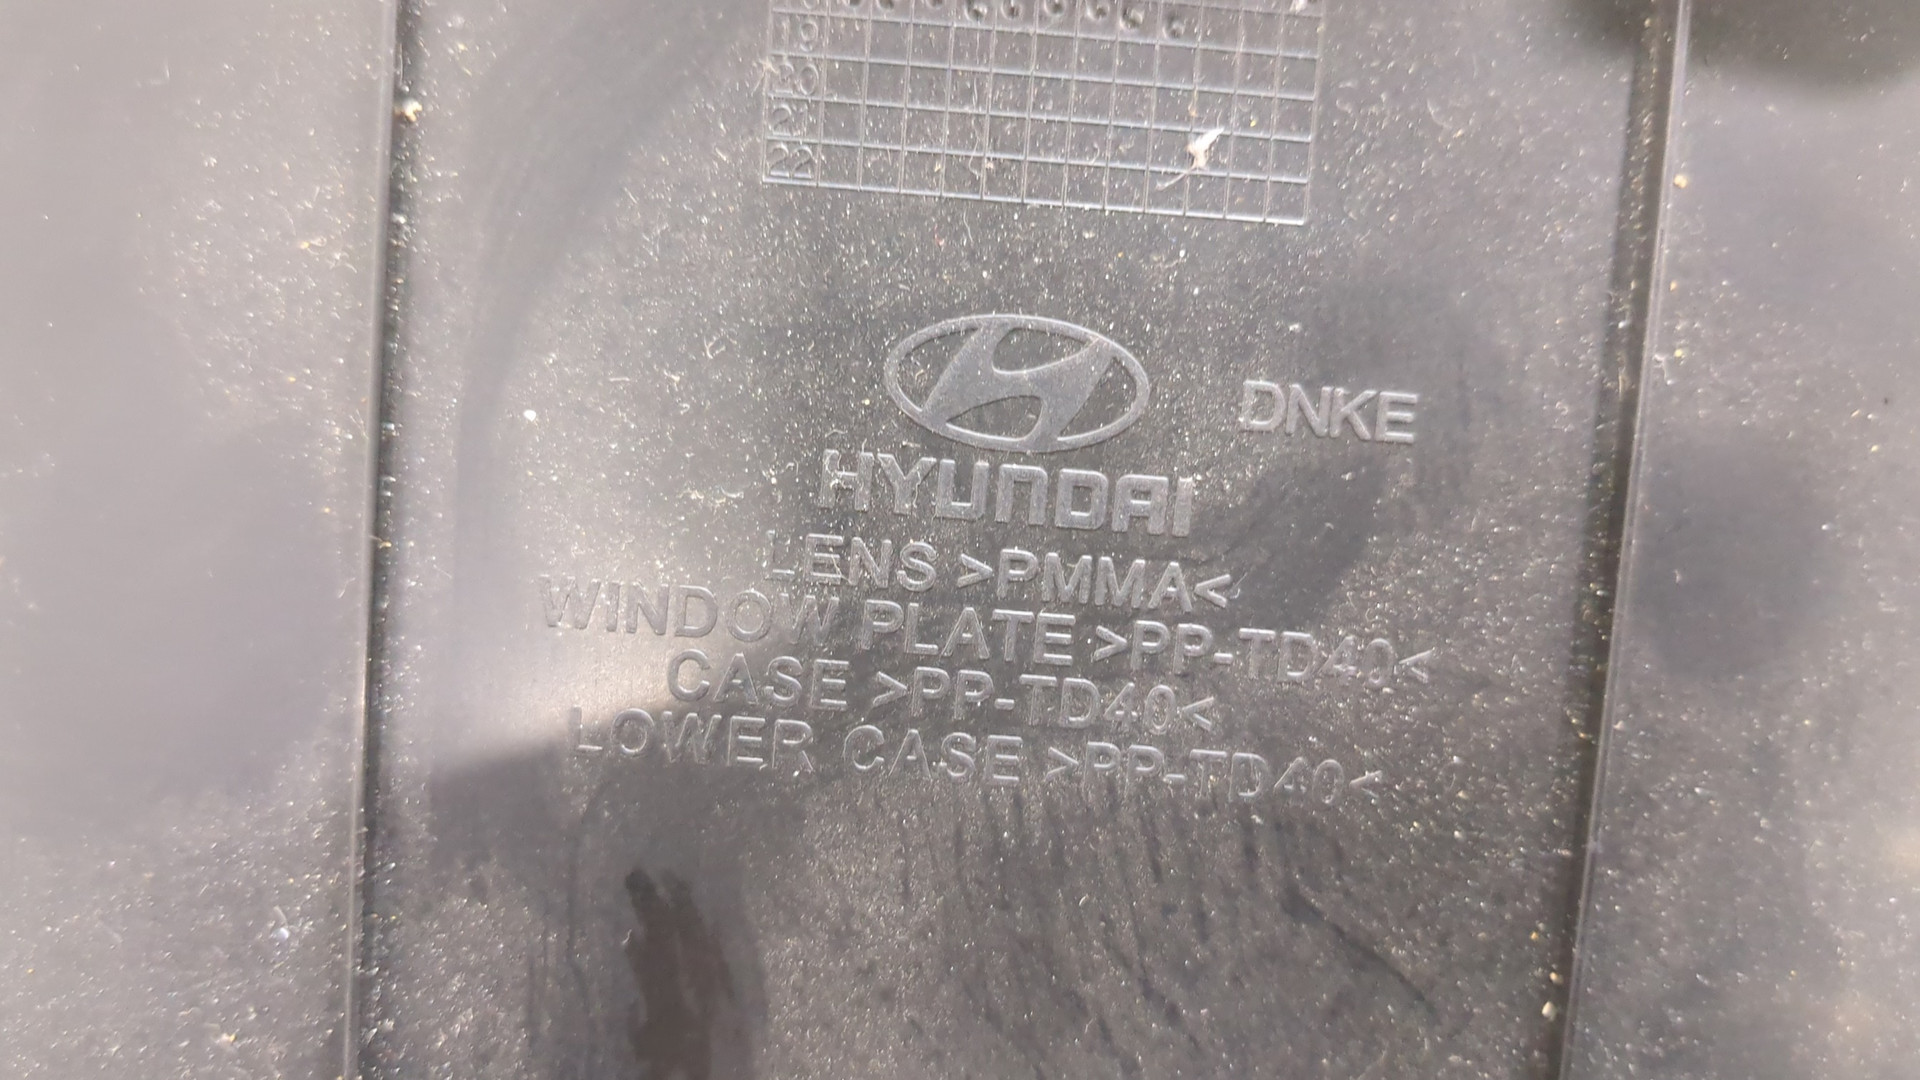 19
20
21
22
DNKE
HYUNDAI
LENS >PMMA<
WINDOW PLATE >PP-TD40<
CASE >PP-TD40<
LOWER CASE >PP-TD40<